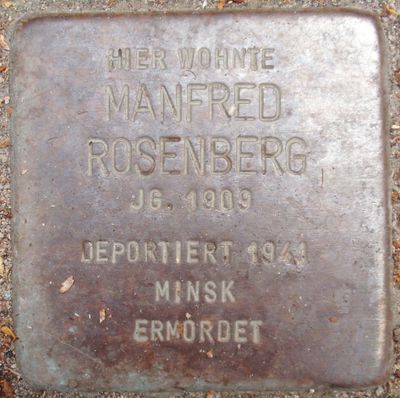 HIER WOHNTE
MANFRED
ROSENBERG
JG. 1909
DEPORTIERT 1941
MINSK
ERMORDET